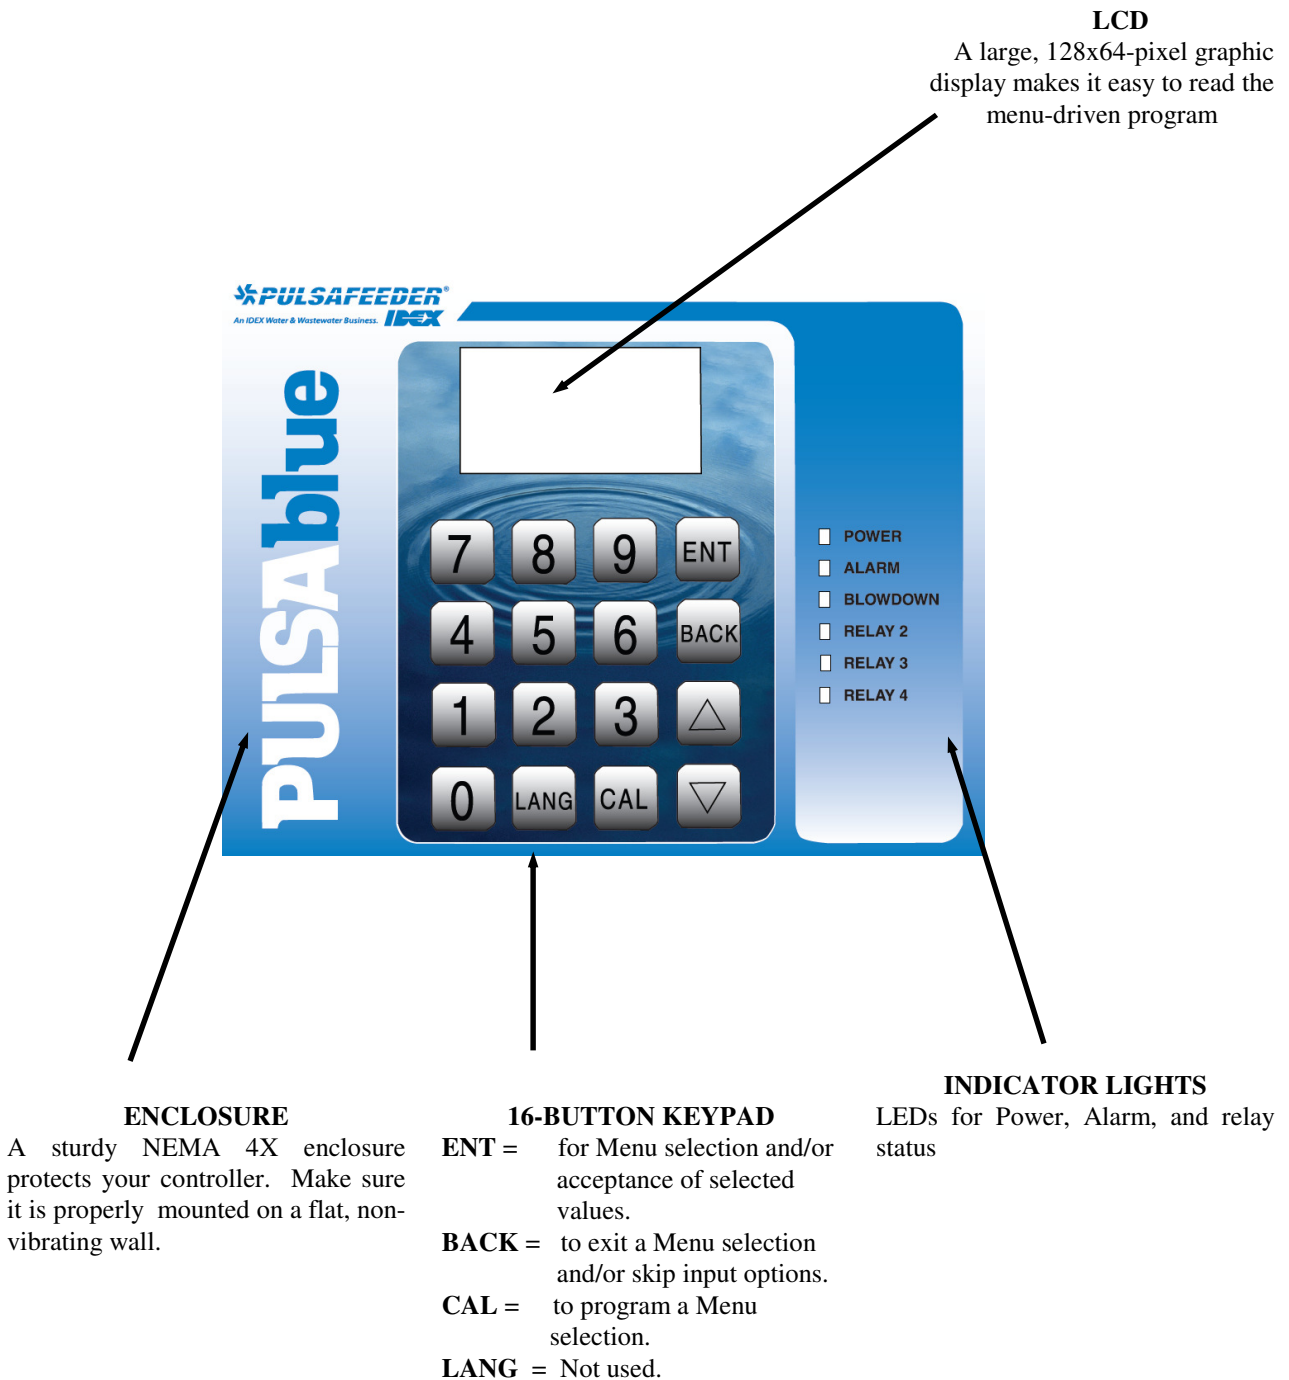 LCD
A large, 128x64-pixel graphic
display makes it easy to read the
menu-driven program
PULSAFEEDER®
An IDEX Water & Wastewater Business. IDEX
PULSAblue
7 8 9 ENT
4 5 6 BACK
1 2 3
0 LANG CAL
POWER
ALARM
BLOWDOWN
RELAY 2
RELAY 3
RELAY 4
ENCLOSURE
A sturdy NEMA 4X enclosure
protects your controller. Make sure
it is properly mounted on a flat, non-
vibrating wall.
16-BUTTON KEYPAD
ENT = for Menu selection and/or
acceptance of selected
values.
BACK = to exit a Menu selection
and/or skip input options.
CAL = to program a Menu
selection.
LANG = Not used.
INDICATOR LIGHTS
LEDs for Power, Alarm, and relay
status